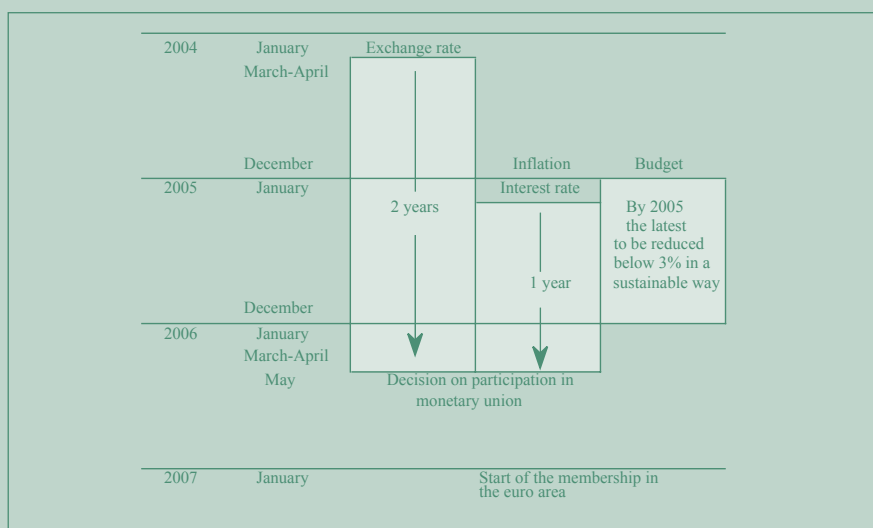 2004 January Exchange rate
March-April
December Inflation Budget
2005 January Interest rate
2 years By 2005
the latest
to be reduced
below 3% in a
1 year sustainable way
December
2006 January
March-April
May Decision on participation in
monetary union
2007 January Start of the membership in
the euro area